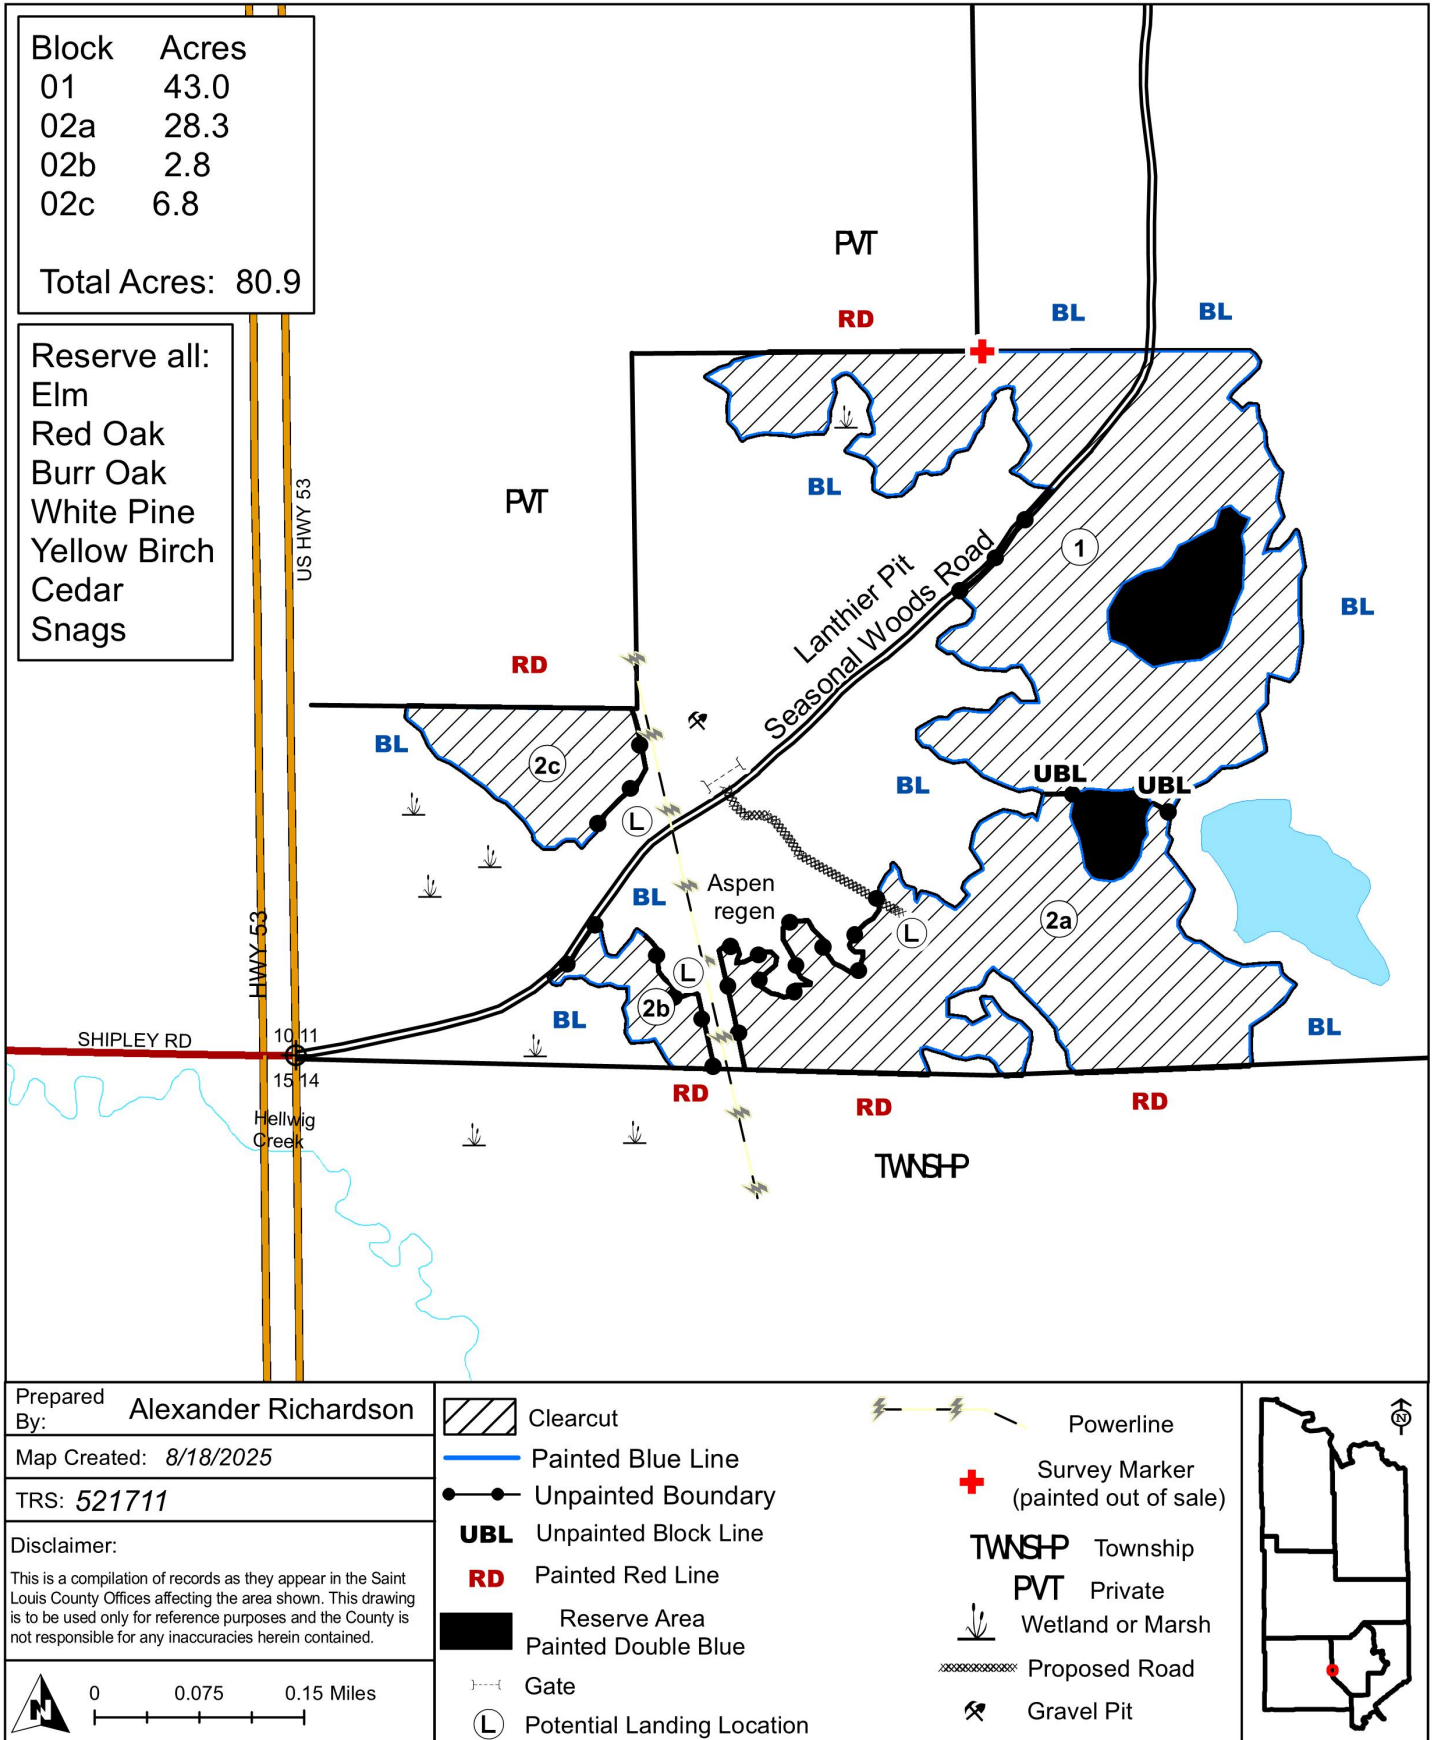 Block Acres
01 43.0
02a 28.3
02b 2.8
02c 6.8
Total Acres: 80.9
Reserve all:
Elm
Red Oak
Burr Oak
White Pine
Yellow Birch
Cedar
Snags
PVT
RD
BL
BL
US HWY 53
PVT
BL
1
Lanthier Pit
Seasonal Woods Road
BL
RD
BL
2c
BL
UBL
UBL
L
BL
Aspen
regen
L
2a
HWY 53
L
2b
BL
BL
SHIPLEY RD
10 11
15 14
RD
RD
RD
Hellwig
Creek
TWNSHP
Prepared
By:
Alexander Richardson
Map Created: 8/18/2025
TRS: 521711
Disclaimer:
This is a compilation of records as they appear in the Saint
Louis County Offices affecting the area shown. This drawing
is to be used only for reference purposes and the County is
not responsible for any inaccuracies herein contained.
N
0 0.075 0.15 Miles
Clearcut
Painted Blue Line
Unpainted Boundary
UBL Unpainted Block Line
RD Painted Red Line
Reserve Area
Painted Double Blue
Gate
L Potential Landing Location
Powerline
Survey Marker
(painted out of sale)
TWNSHP Township
PVT Private
Wetland or Marsh
Proposed Road
Gravel Pit
N